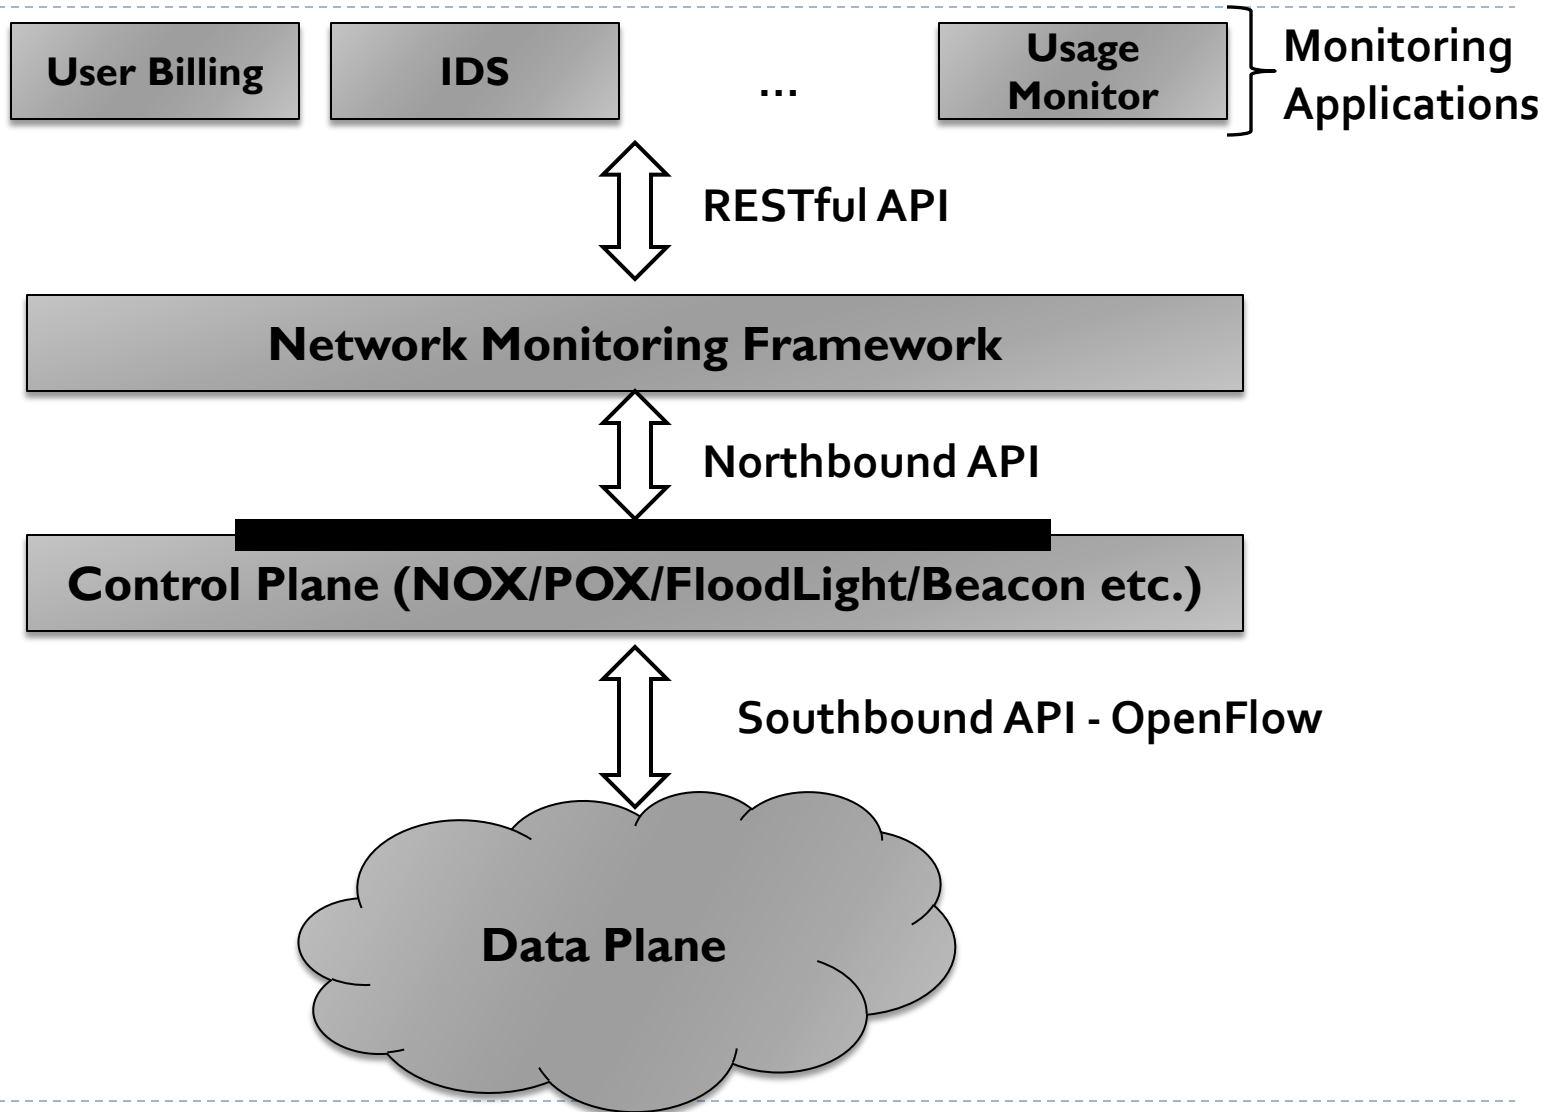 User Billing
IDS
...
Usage
Monitor
Monitoring
Applications
RESTful API
Network Monitoring Framework
Northbound API
Control Plane (NOX/POX/FloodLight/Beacon etc.)
Southbound API - OpenFlow
Data Plane